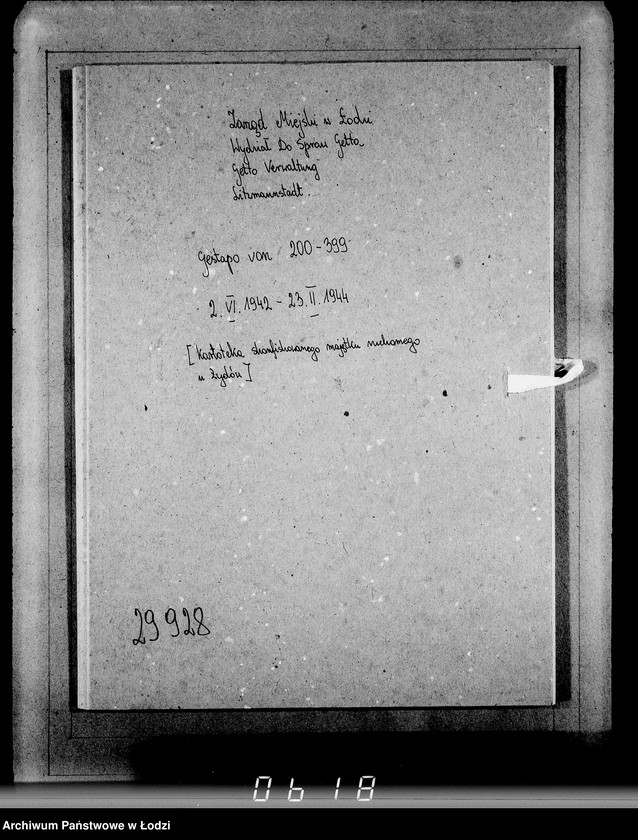 Zarząd Miejski w Łodzi
Wydział Do Spraw Getta
Getto Verwaltung
Litzmannstadt.
Gestapo von 200-399
2.VI.1942-23.II.1944
[Kartoteka skonfiskowanego majątku ruchomego
u żydów]
29928
0618
Archiwum Państwowe w Łodzi